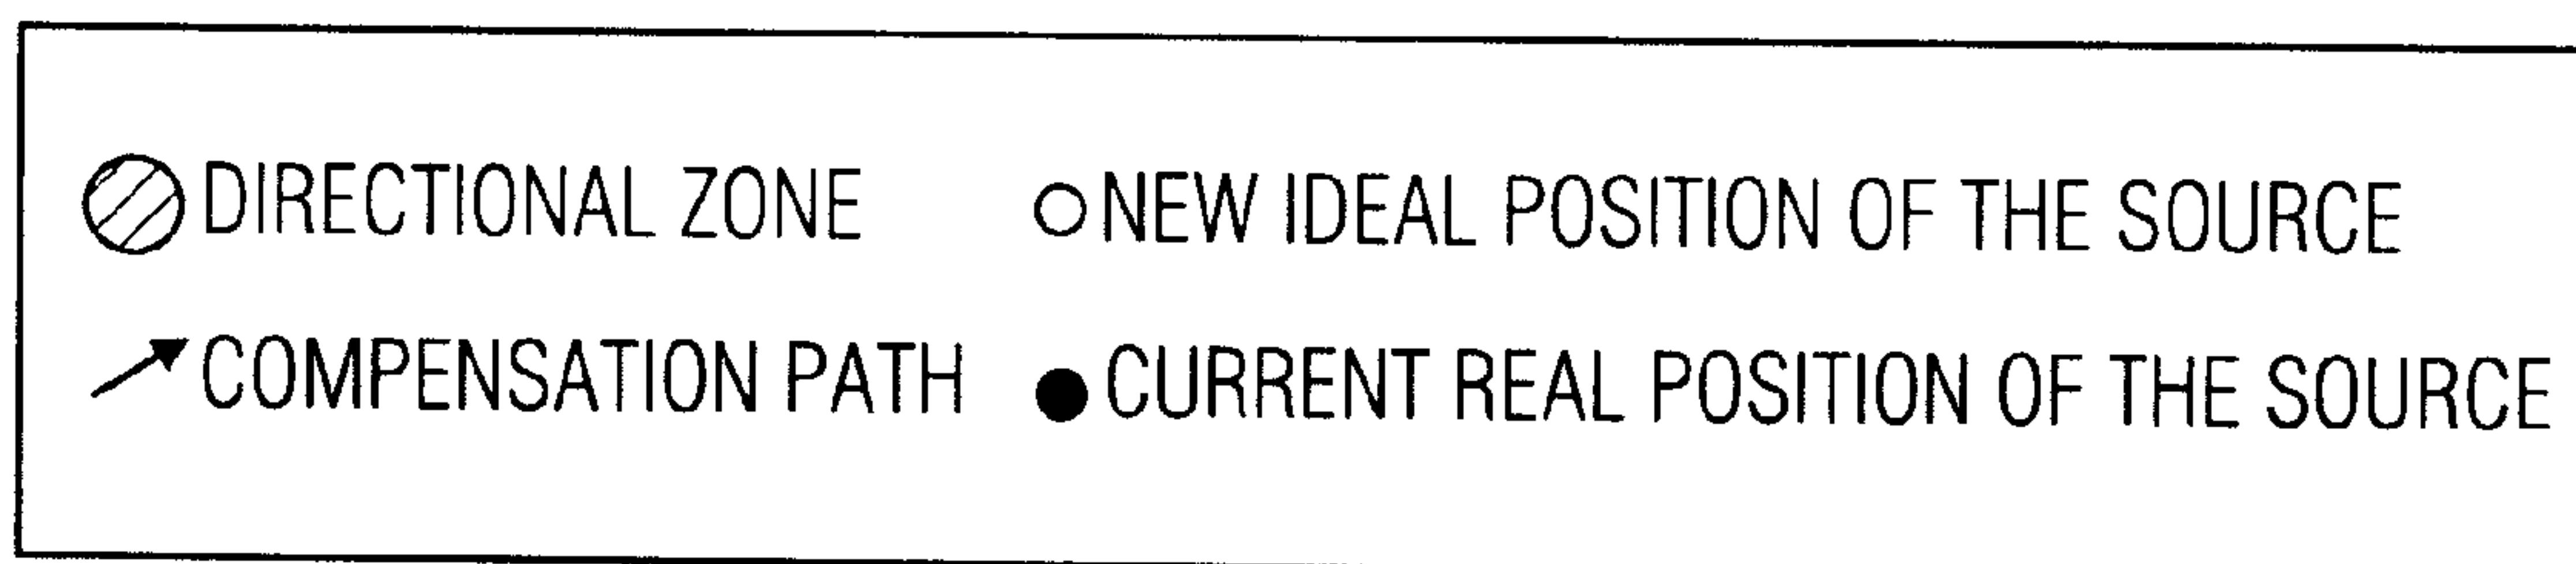 DIRECTIONAL ZONE
NEW IDEAL POSITION OF THE SOURCE
COMPENSATION PATH
CURRENT REAL POSITION OF THE SOURCE